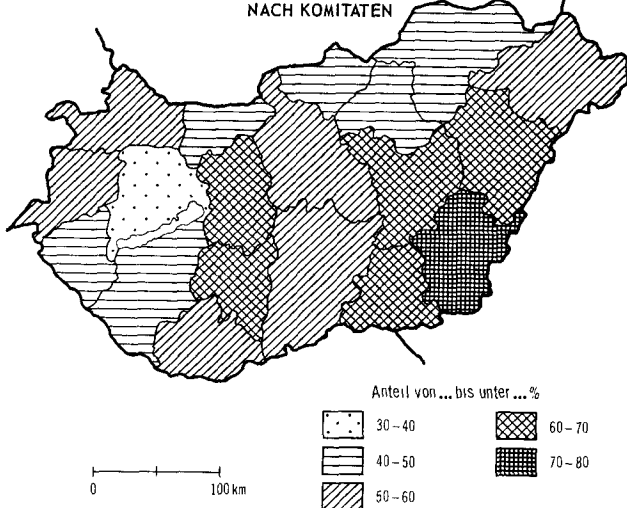 NACH KOMITATEN
Anteil von ... bis unter ... %
30-40
40-50
50-60
60-70
70-80
0 100 km